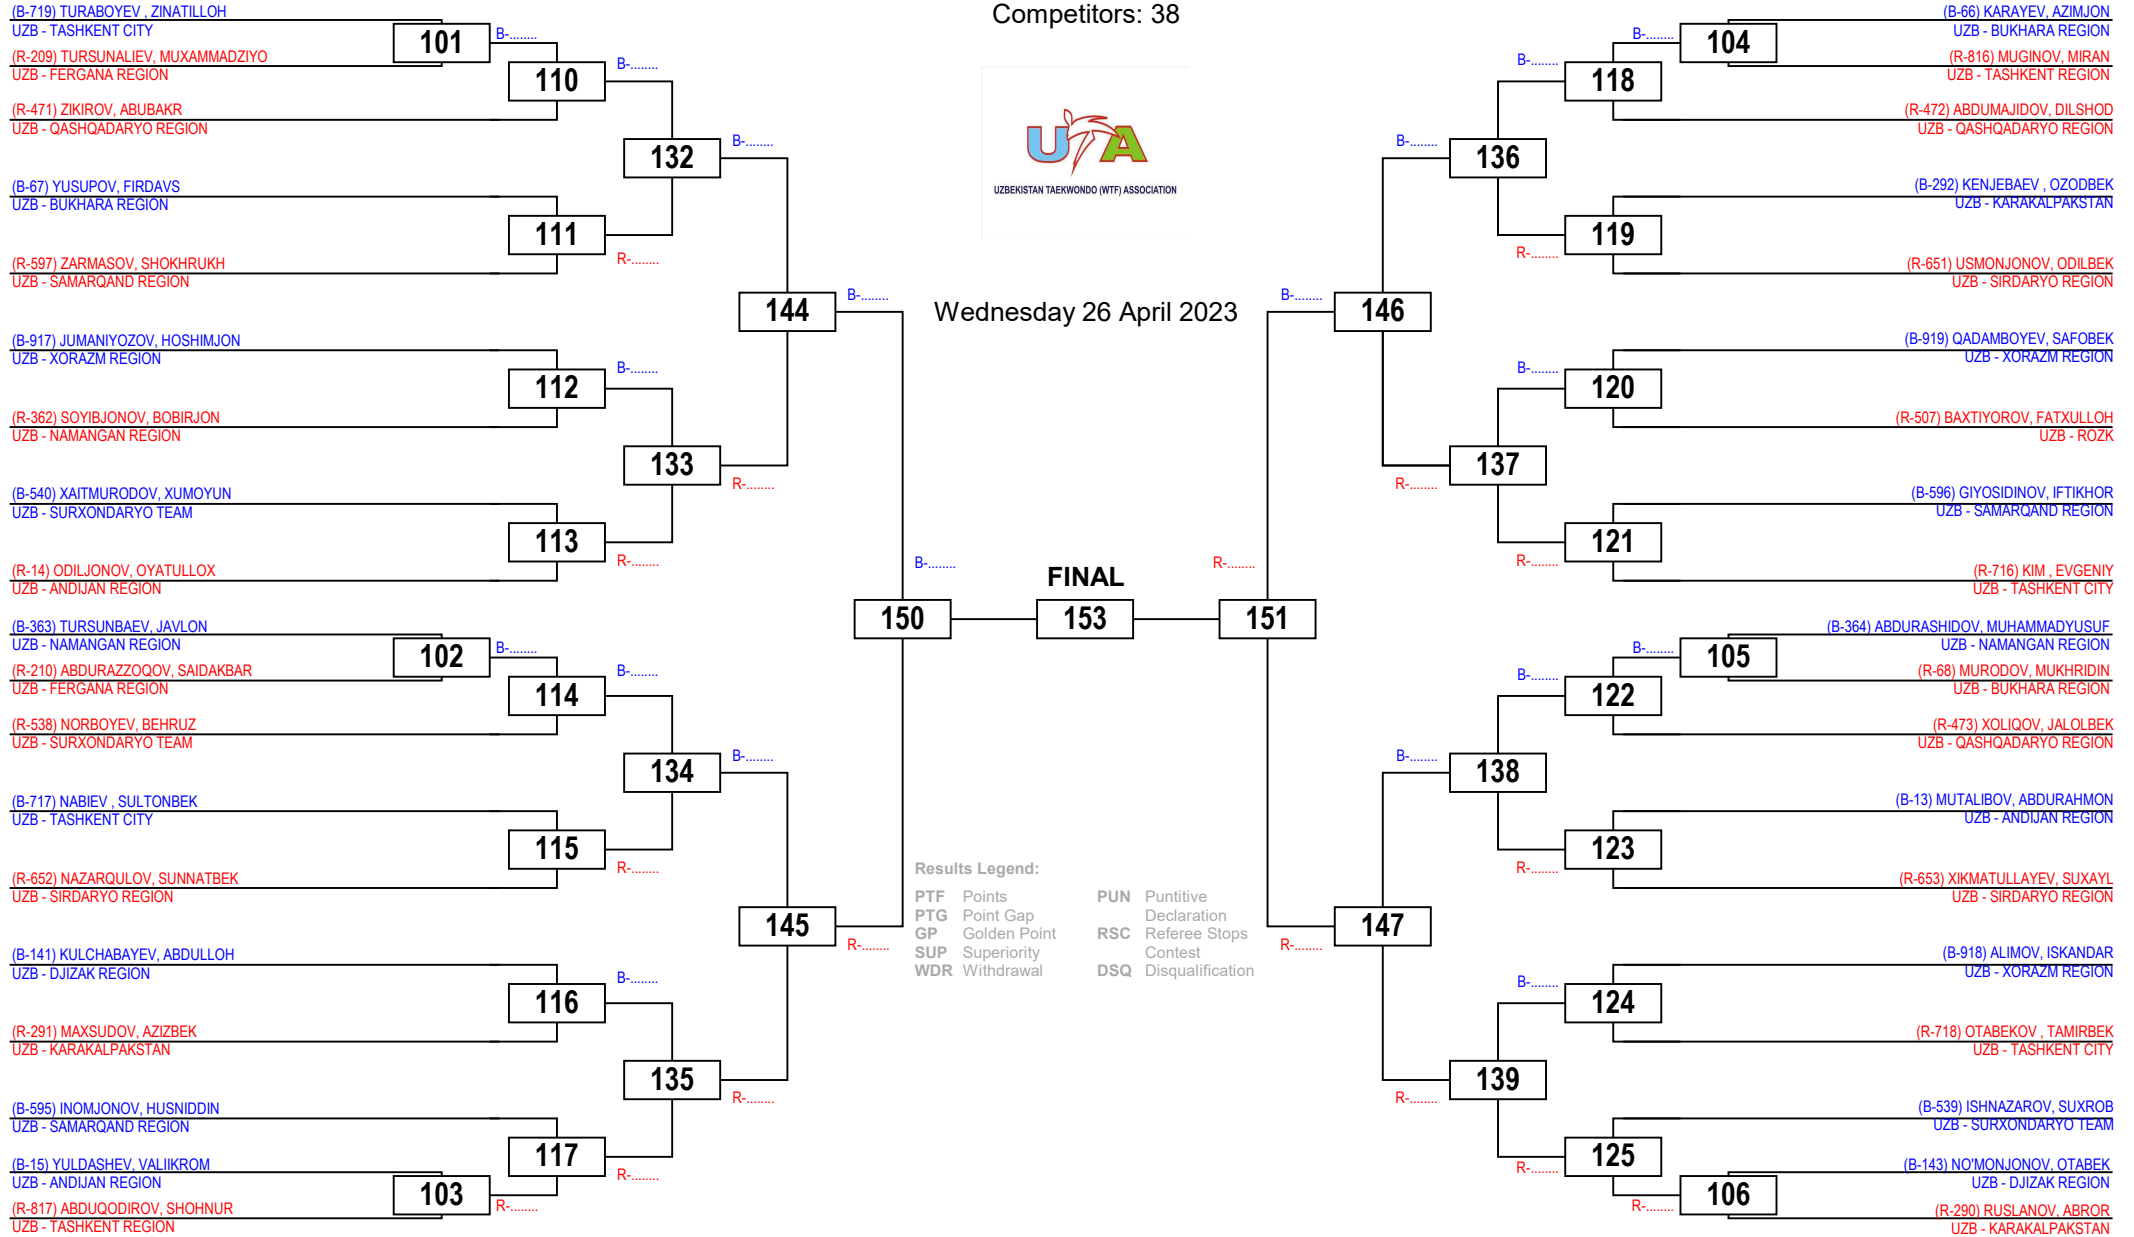 Competitors: 38
UTA
UZBEKISTAN TAEKWONDO (WTF) ASSOCIATION
Wednesday 26 April 2023
(B-719) TURABOYEV , ZINATILLOH
UZB - TASHKENT CITY
101
B-........
(R-209) TURSUNALIEV, MUXAMMADZIYO
UZB - FERGANA REGION
110
B-........
(R-471) ZIKIROV, ABUBAKR
UZB - QASHQADARYO REGION
132
B-........
(B-67) YUSUPOV, FIRDAVS
UZB - BUKHARA REGION
111
R-........
(R-597) ZARMASOV, SHOKHRUKH
UZB - SAMARQAND REGION
144
B-........
(B-917) JUMANIYOZOV, HOSHIMJON
UZB - XORAZM REGION
112
B-........
(R-362) SOYIBJONOV, BOBIRJON
UZB - NAMANGAN REGION
133
R-........
(B-540) XAITMURODOV, XUMOYUN
UZB - SURXONDARYO TEAM
113
R-........
(R-14) ODILJONOV, OYATULLOX
UZB - ANDIJAN REGION
B-........
150
(B-363) TURSUNBAEV, JAVLON
UZB - NAMANGAN REGION
102
B-........
(R-210) ABDURAZZOQOV, SAIDAKBAR
UZB - FERGANA REGION
114
B-........
(R-538) NORBOYEV, BEHRUZ
UZB - SURXONDARYO TEAM
134
B-........
(B-717) NABIEV , SULTONBEK
UZB - TASHKENT CITY
115
R-........
(R-652) NAZARQULOV, SUNNATBEK
UZB - SIRDARYO REGION
145
R-........
(B-141) KULCHABAYEV, ABDULLOH
UZB - DJIZAK REGION
116
B-........
(R-291) MAXSUDOV, AZIZBEK
UZB - KARAKALPAKSTAN
135
R-........
(B-595) INOMJONOV, HUSNIDDIN
UZB - SAMARQAND REGION
117
R-........
(B-15) YULDASHEV, VALIIKROM
UZB - ANDIJAN REGION
103
R-........
(R-817) ABDUQODIROV, SHOHNUR
UZB - TASHKENT REGION
FINAL
153
Results Legend:
PTF Points
PTG Point Gap
GP Golden Point
SUP Superiority
WDR Withdrawal
PUN Puntitive
Declaration
RSC Referee Stops
Contest
DSQ Disqualification
(B-66) KARAYEV, AZIMJON
UZB - BUKHARA REGION
B-........
104
(R-816) MUGINOV, MIRAN
UZB - TASHKENT REGION
B-........
118
(R-472) ABDUMAJIDOV, DILSHOD
UZB - QASHQADARYO REGION
B-........
136
(B-292) KENJEBAEV , OZODBEK
UZB - KARAKALPAKSTAN
R-........
119
(R-651) USMONJONOV, ODILBEK
UZB - SIRDARYO REGION
B-........
146
(B-919) QADAMBOYEV, SAFOBEK
UZB - XORAZM REGION
B-........
120
(R-507) BAXTIYOROV, FATXULLOH
UZB - ROZK
R-........
137
(B-596) GIYOSIDINOV, IFTIKHOR
UZB - SAMARQAND REGION
R-........
121
(R-716) KIM , EVGENIY
UZB - TASHKENT CITY
R-........
151
(B-364) ABDURASHIDOV, MUHAMMADYUSUF
UZB - NAMANGAN REGION
B-........
105
(R-68) MURODOV, MUKHRIDIN
UZB - BUKHARA REGION
B-........
122
(R-473) XOLIQOV, JALOLBEK
UZB - QASHQADARYO REGION
B-........
138
(B-13) MUTALIBOV, ABDURAHMON
UZB - ANDIJAN REGION
R-........
123
(R-653) XIKMATULLAYEV, SUXAYL
UZB - SIRDARYO REGION
R-........
147
(B-918) ALIMOV, ISKANDAR
UZB - XORAZM REGION
B-........
124
(R-718) OTABEKOV , TAMIRBEK
UZB - TASHKENT CITY
R-........
139
(B-539) ISHNAZAROV, SUXROB
UZB - SURXONDARYO TEAM
R-........
125
(B-143) NO'MONJONOV, OTABEK
UZB - DJIZAK REGION
R-........
106
(R-290) RUSLANOV, ABROR
UZB - KARAKALPAKSTAN